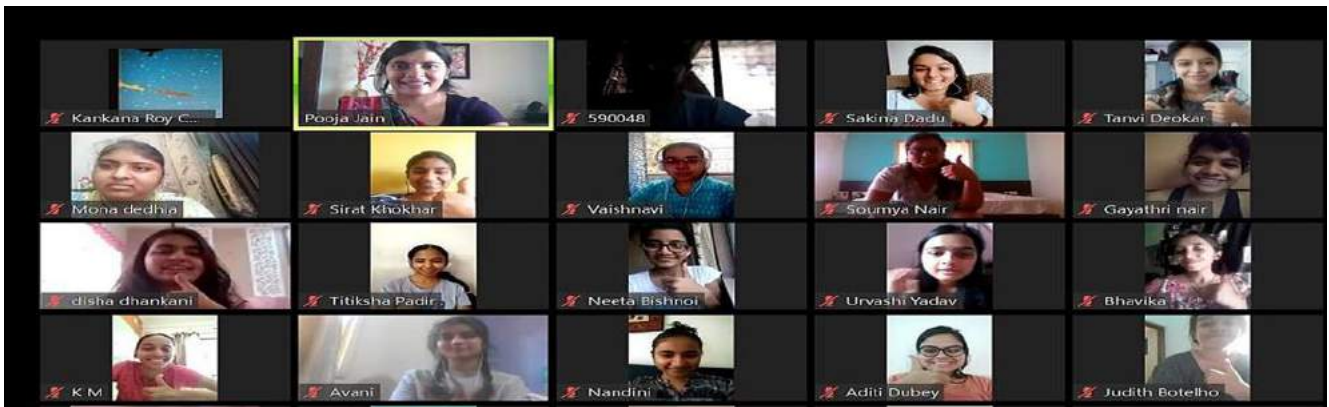 Kankana Roy C...
Pooja Jain
590048
Sakina Dadu
Tanvi Deokar
Mona dedhia
Sirat Khokhar
Vaishnavi
Soumya Nair
Gayathri nair
disha dhankani
Titiksha Padir
Neeta Bishnoi
Urvashi Yadav
Bhavika
K M
Avani
Nandini
Aditi Dubey
Judith Botelho